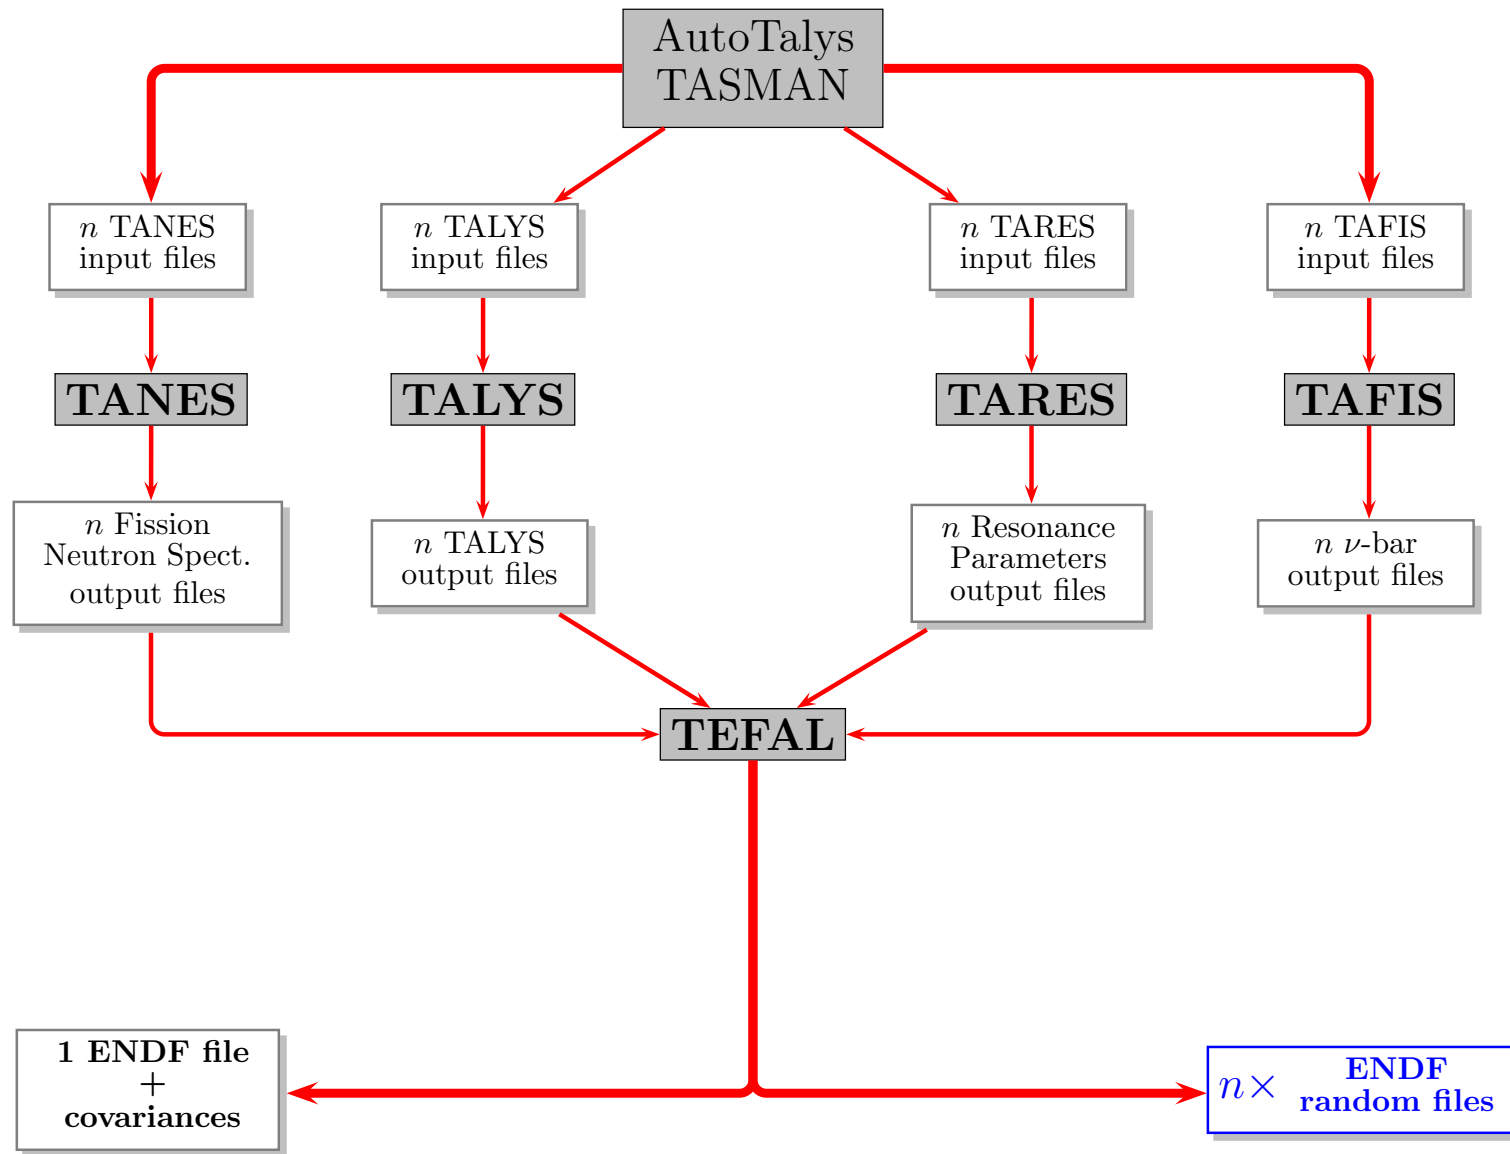 AutoTalys
TASMAN
n TANES
input files
n TALYS
input files
n TARES
input files
n TAFIS
input files
TANES
TALYS
TARES
TAFIS
n Fission
Neutron Spect.
output files
n TALYS
output files
n Resonance
Parameters
output files
n ν-bar
output files
TEFAL
1 ENDF file
+
covariances
n× ENDF
random files